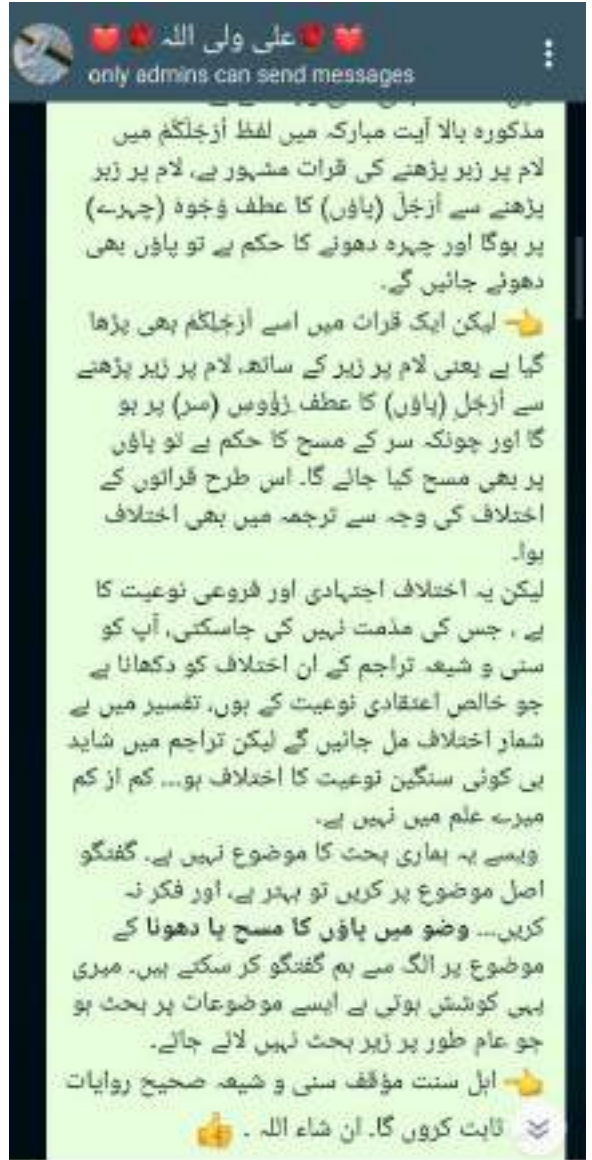 علی ولی اللہ
only admins can send messages
مذکورہ بالا آیت مبارکہ میں لفظ أرْجُلَكُمْ میں
لام پر زبر پڑھنے کی قرات مشہور ہے، لام پر زبر
پڑھنے سے أرْجُلَ (پاؤں) کا عطف وُجُوہ (چہرے)
پر ہوگا اور چہرہ دھونے کا حکم ہے تو پاؤں بھی
دھوئے جائیں گے۔
👈 لیکن ایک قرات میں اسے أرْجُلِكُمْ بھی پڑھا
گیا ہے یعنی لام پر زیر کے ساتھ، لام پر زیر پڑھنے
سے أرْجُلِ (پاؤں) کا عطف رُؤُوسِ (سر) پر ہو
گا اور چونکہ سر کے مسح کا حکم ہے تو پاؤں
پر بھی مسح کیا جائے گا۔ اس طرح قراتوں کے
اختلاف کی وجہ سے ترجمہ میں بھی اختلاف
ہوا۔
لیکن یہ اختلاف اجتہادی اور فروعی نوعیت کا
ہے ، جس کی مذمت نہیں کی جاسکتی، آپ کو
سنی و شیعہ تراجم کے ان اختلاف کو دکھانا ہے
جو خالص اعتقادی نوعیت کے ہوں، تفسیر میں بے
شمار اختلاف مل جائیں گے لیکن تراجم میں شاید
ہی کوئی سنگین نوعیت کا اختلاف ہو... کم از کم
میرے علم میں نہیں ہے۔
ویسے یہ ہماری بحث کا موضوع نہیں ہے۔ گفتگو
اصل موضوع پر کریں تو بہتر ہے، اور فکر نہ
کریں... وضو میں پاؤں کا مسح یا دھونا کے
موضوع پر الگ سے ہم گفتگو کر سکتے ہیں۔ میری
یہی کوشش ہوتی ہے ایسے موضوعات پر بحث ہو
جو عام طور پر زیر بحث نہیں لائے جاتے۔
👈 اہل سنت مؤقف سنی و شیعہ صحیح روایات
ثابت کروں گا۔ ان شاء اللہ ۔ 👍